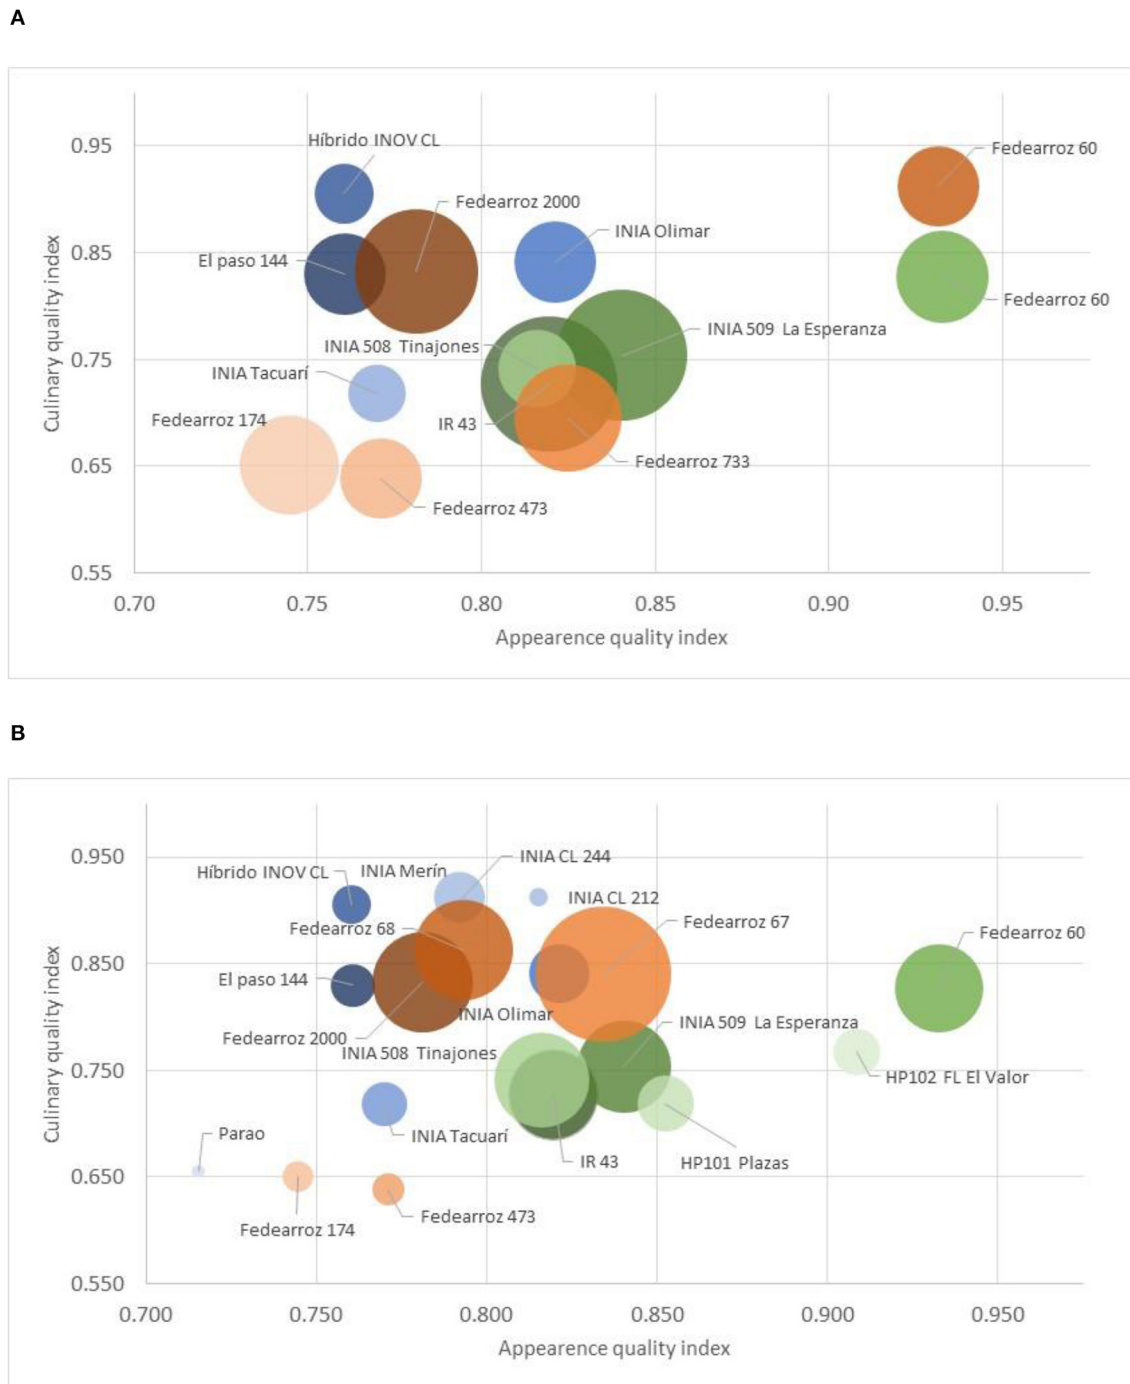 A
Híbrido INOV CL
0.95
Fedearroz 60
Fedearroz 2000
INIA Olimar
0.85
El paso 144
Fedearroz 60
INIA 509 La Esperanza
INIA 508 Tinajones
0.75
INIA Tacuarí
Fedearroz 174
IR 43
Fedearroz 733
0.65
Fedearroz 473
0.55
Culinary quality index
0.70 0.75 0.80 0.85 0.90 0.95
Appearence quality index
B
0.950
INIA CL 244
Híbrido INOV CL
INIA Merín
INIA CL 212
Fedearroz 67
Fedearroz 68
Fedearroz 60
0.850
El paso 144
INIA Olimar
INIA 509 La Esperanza
Fedearroz 2000
INIA 508 Tinajones
0.750
HP102 FL El Valor
Parao
INIA Tacuarí
IR 43
HP101 Plazas
0.650
Fedearroz 174
Fedearroz 473
0.550
Culinary quality index
0.700 0.750 0.800 0.850 0.900 0.950
Appearence quality index